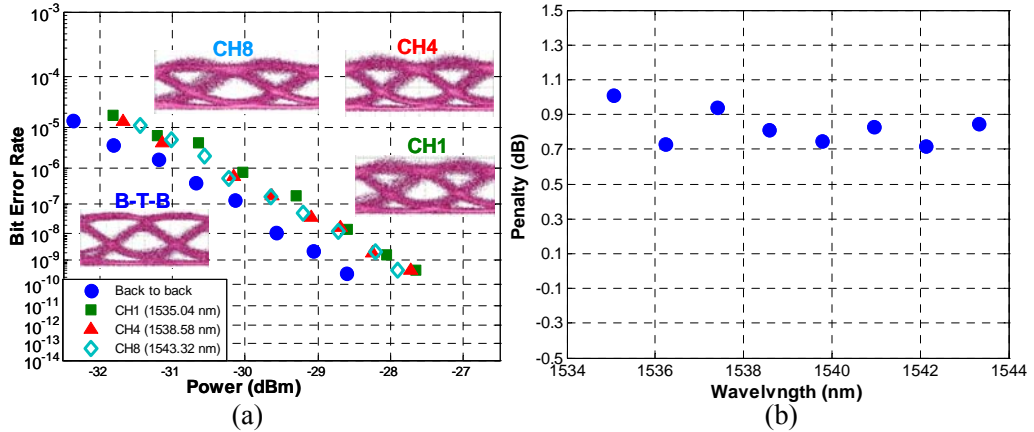 10^-3
10^-4
10^-5
10^-6
10^-7
10^-8
10^-9
10^-10
10^-11
10^-12
10^-13
10^-14
Bit Error Rate
CH8
CH4
CH1
B-T-B
Back to back
CH1 (1535.04 nm)
CH4 (1538.58 nm)
CH8 (1543.32 nm)
-32 -31 -30 -29 -28 -27
Power (dBm)
(a)
1.5
1.3
1.1
0.9
0.7
0.5
0.3
0.1
-0.1
-0.3
-0.5
Penalty (dB)
1534 1536 1538 1540 1542 1544
Wavelvngth (nm)
(b)